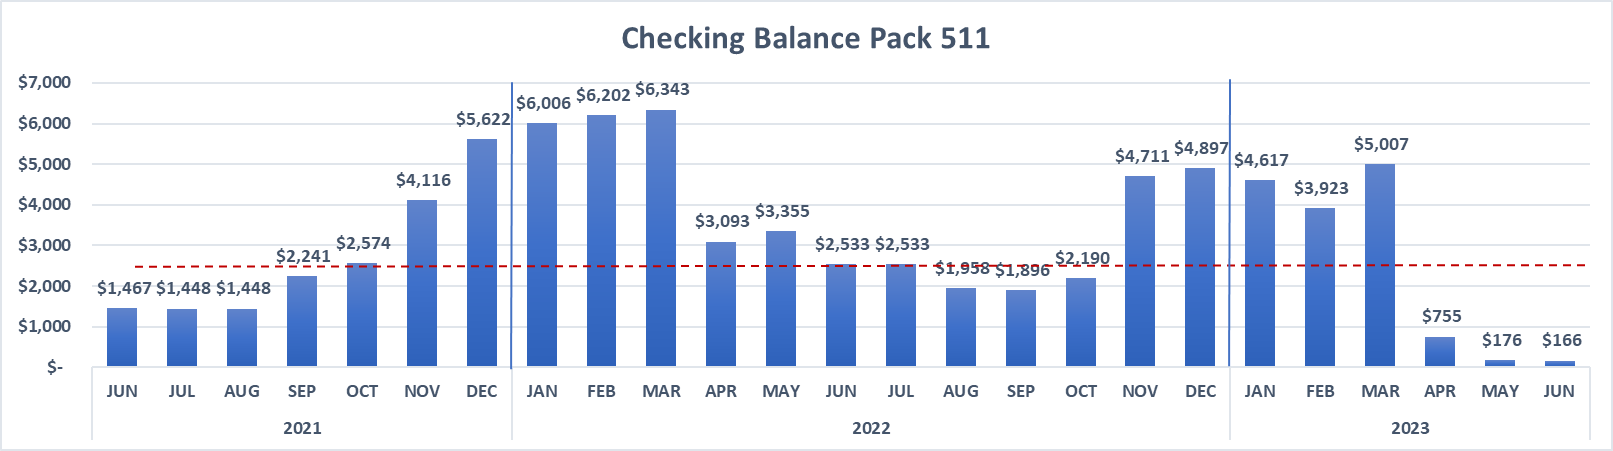 Checking Balance Pack 511
$7,000
$6,000
$5,000
$4,000
$3,000
$2,000
$1,000
$-
$1,467 $1,448 $1,448 $2,241 $2,574 $4,116 $5,622 $6,006 $6,202 $6,343 $3,093 $3,355 $2,533 $2,533 $1,958 $1,896 $2,190 $4,711 $4,897 $4,617 $3,923 $5,007 $755 $176 $166
JUN JUL AUG SEP OCT NOV DEC JAN FEB MAR APR MAY JUN JUL AUG SEP OCT NOV DEC JAN FEB MAR APR MAY JUN
2021 2022 2023